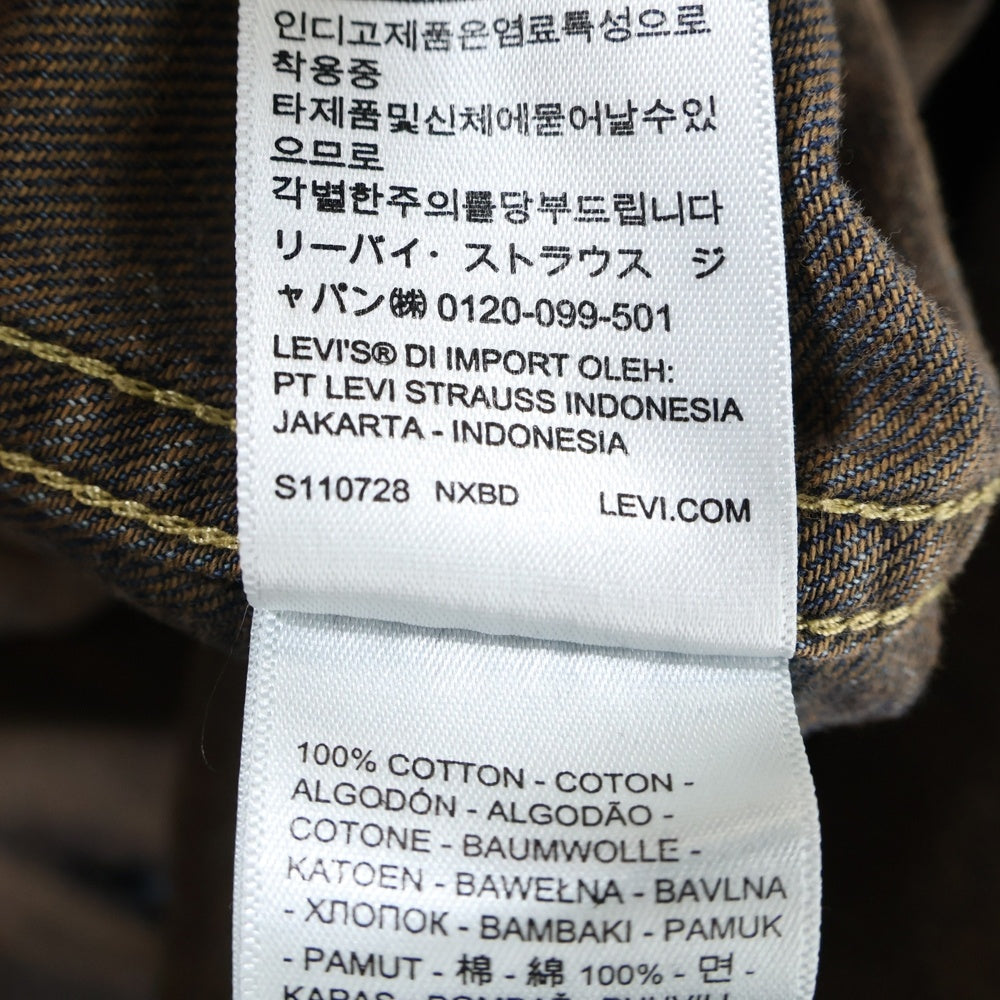 인디고제품은염료특성으로
착용중
타제품및신체에묻어날수있
으므로
각별한주의를당부드립니다
リーバイ・ストラウス ジ
ャパン㈱ 0120-099-501
LEVI'S® DI IMPORT OLEH:
PT LEVI STRAUSS INDONESIA
JAKARTA - INDONESIA
S110728 NXBD LEVI.COM
100% COTTON - COTON -
ALGODÓN - ALGODÃO -
COTONE - BAUMWOLLE -
KATOEN - BAWEŁNA - BAVLNA
- ХЛОПОК - BAMBAKI - PAMUK
- PAMUT - 棉 - 綿 100% - 면 -